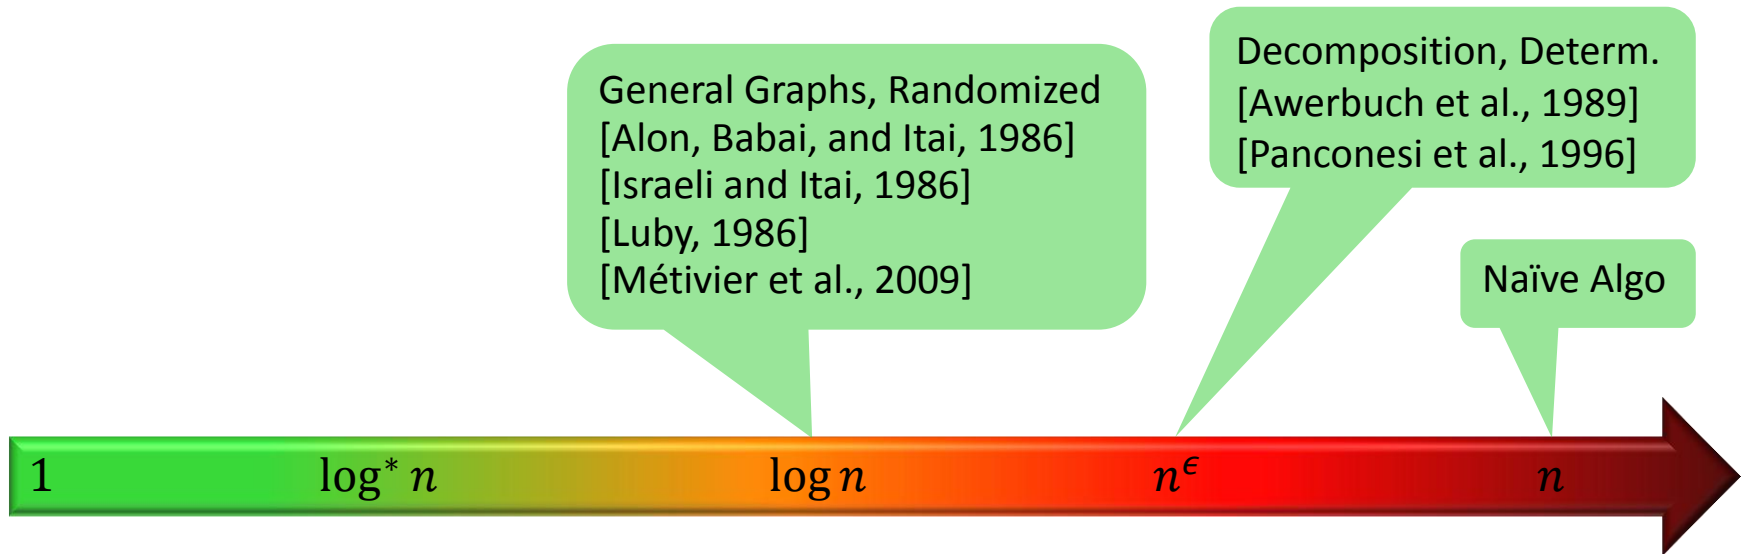 General Graphs, Randomized
[Alon, Babai, and Itai, 1986]
[Israeli and Itai, 1986]
[Luby, 1986]
[Métivier et al., 2009]
Decomposition, Determ.
[Awerbuch et al., 1989]
[Panconesi et al., 1996]
Naïve Algo
1
log* n
log n
n^ϵ
n